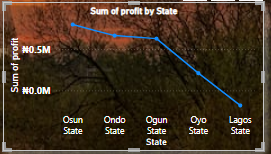 Sum of profit by State
Sum of profit
₦0.5M
₦0.0M
Osun State
Ondo State
Ogun State
Oyo State
Lagos State
State